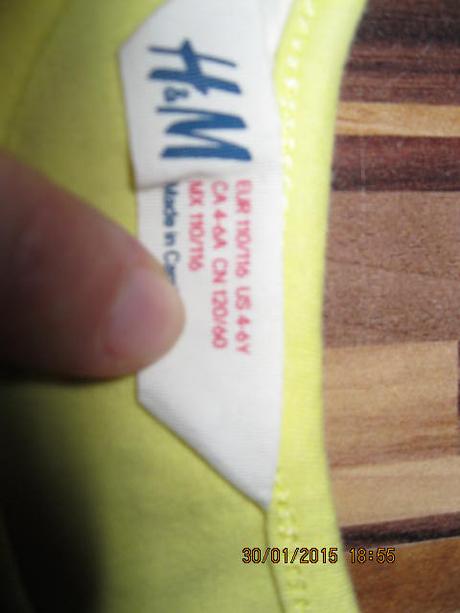 H&M
EUR 110/116 US 4-6Y
CA 4-6A CN 120/60
MX 110/116
Made in
30/01/2015 18:55